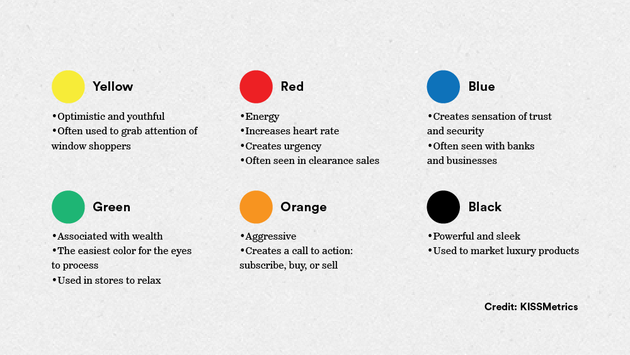 Yellow
•Optimistic and youthful
•Often used to grab attention of
window shoppers
Red
•Energy
•Increases heart rate
•Creates urgency
•Often seen in clearance sales
Blue
•Creates sensation of trust
and security
•Often seen with banks
and businesses
Green
•Associated with wealth
•The easiest color for the eyes
to process
•Used in stores to relax
Orange
•Aggressive
•Creates a call to action:
subscribe, buy, or sell
Black
•Powerful and sleek
•Used to market luxury products
Credit: KISSMetrics